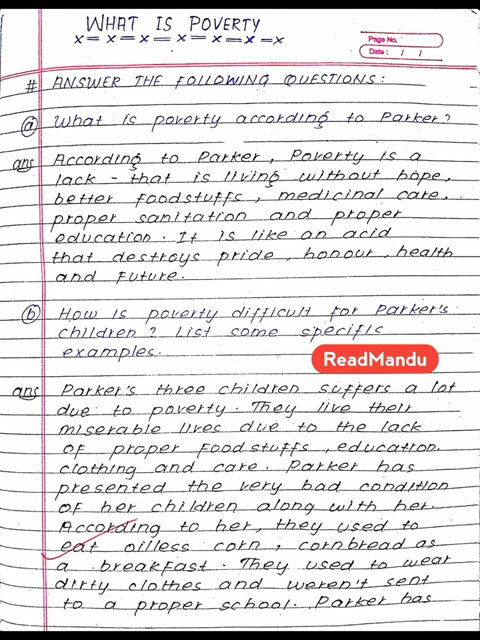 WHAT IS POVERTY
x = x = x = x = x = x = x
Page No.
Date: / /
# ANSWER THE FOLLOWING QUESTIONS:
(a) What is poverty according to Parker?
ans According to Parker, Poverty is a
lack - that is living without hope,
better foodstuffs, medicinal care,
proper sanitation and proper
education. It is like an acid
that destroys pride, honour, health
and future.
(b) How is poverty difficult for Parker's
children? List some specific
examples.
ReadMandu
ans Parker's three children suffers a lot
due to poverty. They live their
miserable lives due to the lack
of proper foodstuffs, education,
clothing and care. Parker has
presented the very bad condition
of her children along with her.
According to her, they used to
eat oilless corn, cornbread as
a breakfast. They used to wear
dirty clothes and weren't sent
to a proper school. Parker has